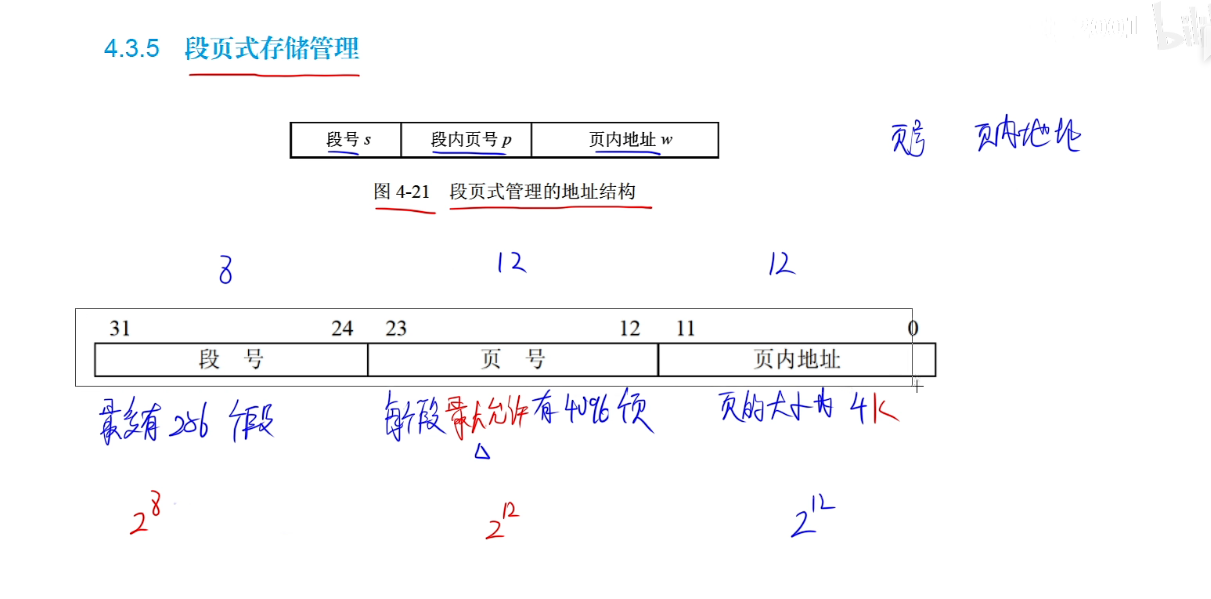 4.3.5 段页式存储管理
段号 s 段内页号 p 页内地址 w
页号 页内地址
图 4-21 段页式管理的地址结构
8 12 12
31 24 23 12 11 0
段 号 页 号 页内地址
最多有 256 个段 每个段最大允许有4096个页 页的大小为 4K
2^8 2^12 2^12